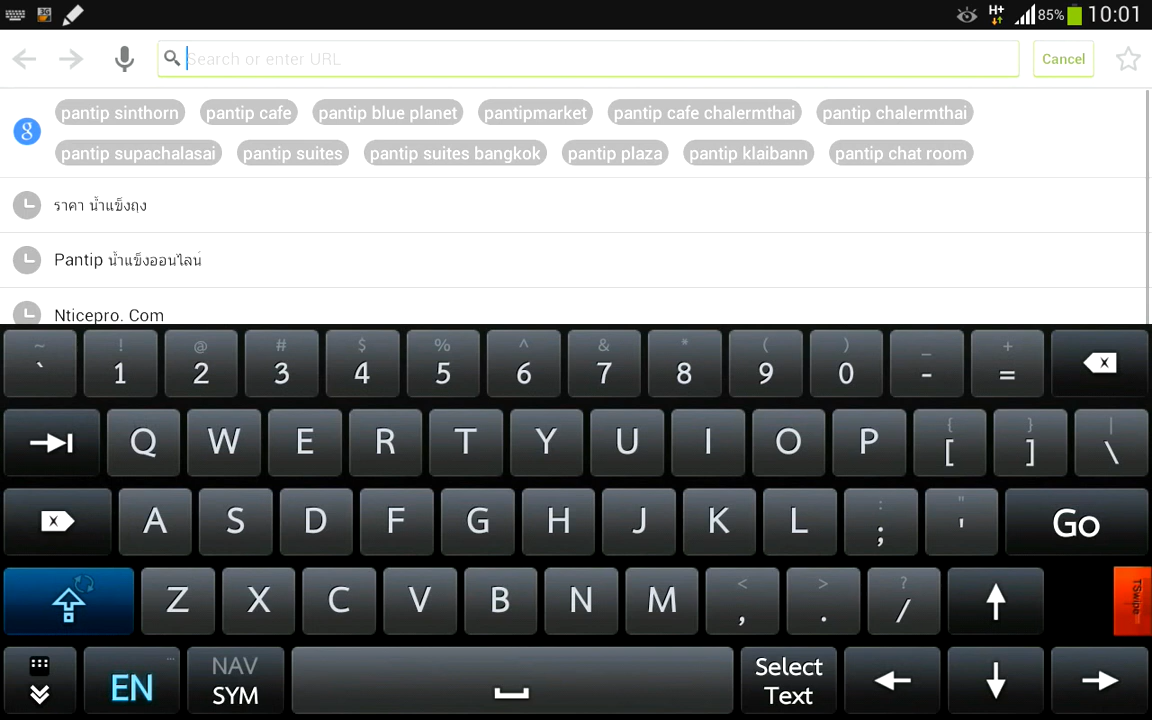 3G H+ 85% 10:01
Search or enter URL Cancel
8 pantip sinthorn pantip cafe pantip blue planet pantipmarket pantip cafe chalermthai pantip chalermthai
pantip supachalasai pantip suites pantip suites bangkok pantip plaza pantip klaibann pantip chat room
ราคา น้ำแข็งถุง
Pantip น้ำแข็งออนไลน์
Nticepro. Com
~ ! @ # $ % ^ & * ( ) _ +
` 1 2 3 4 5 6 7 8 9 0 - = x
Q W E R T Y U I O P { [ } ] | \
x A S D F G H J K L : ; " ' Go
Z X C V B N M < , > . ? / TSwipe
EN ... NAV SYM Select Text